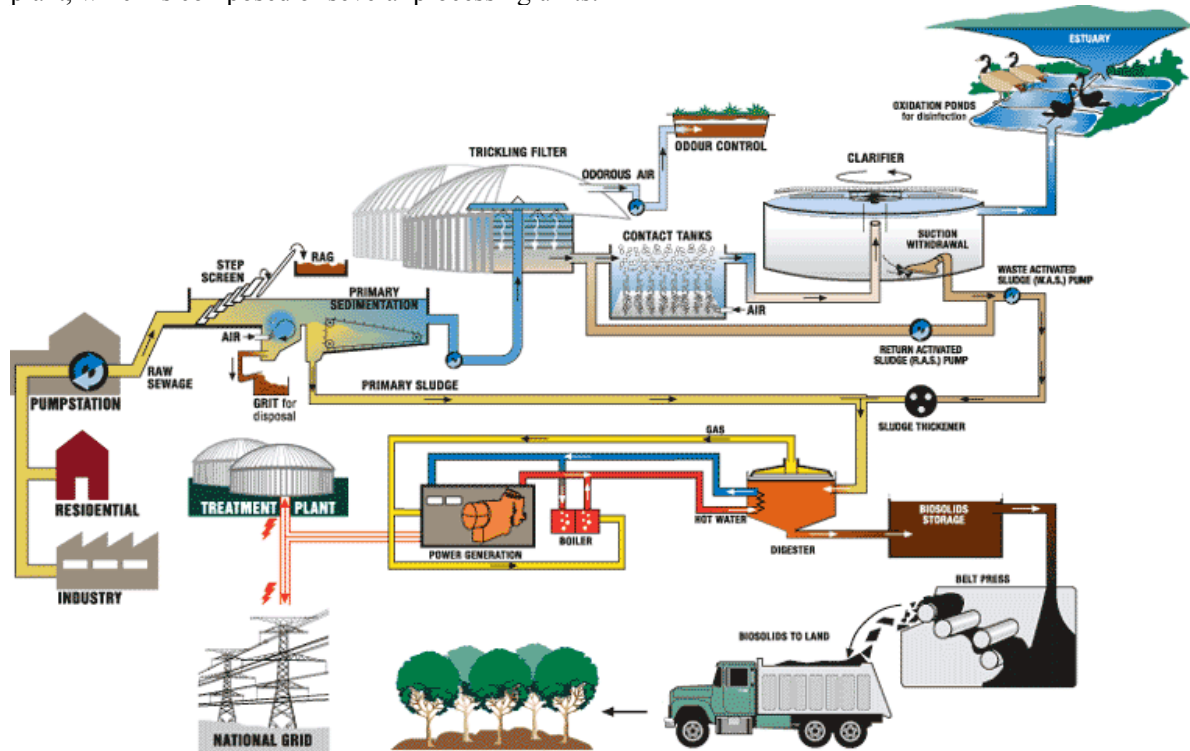 ESTUARY
OXIDATION PONDS
for disinfection
ODOUR CONTROL
TRICKLING FILTER
ODOROUS AIR
CLARIFIER
CONTACT TANKS
SUCTION
WITHDRAWAL
STEP
SCREEN
RAG
WASTE ACTIVATED
SLUDGE (W.A.S.) PUMP
PRIMARY
SEDIMENTATION
AIR
AIR
RETURN ACTIVATED
SLUDGE (R.A.S.) PUMP
RAW
SEWAGE
PUMPSTATION
GRIT for
disposal
PRIMARY SLUDGE
SLUDGE THICKENER
GAS
RESIDENTIAL
TREATMENT PLANT
HOT WATER
BIOSOLIDS
STORAGE
BOILER
POWER GENERATION
DIGESTER
INDUSTRY
BELT PRESS
BIOSOLIDS TO LAND
NATIONAL GRID